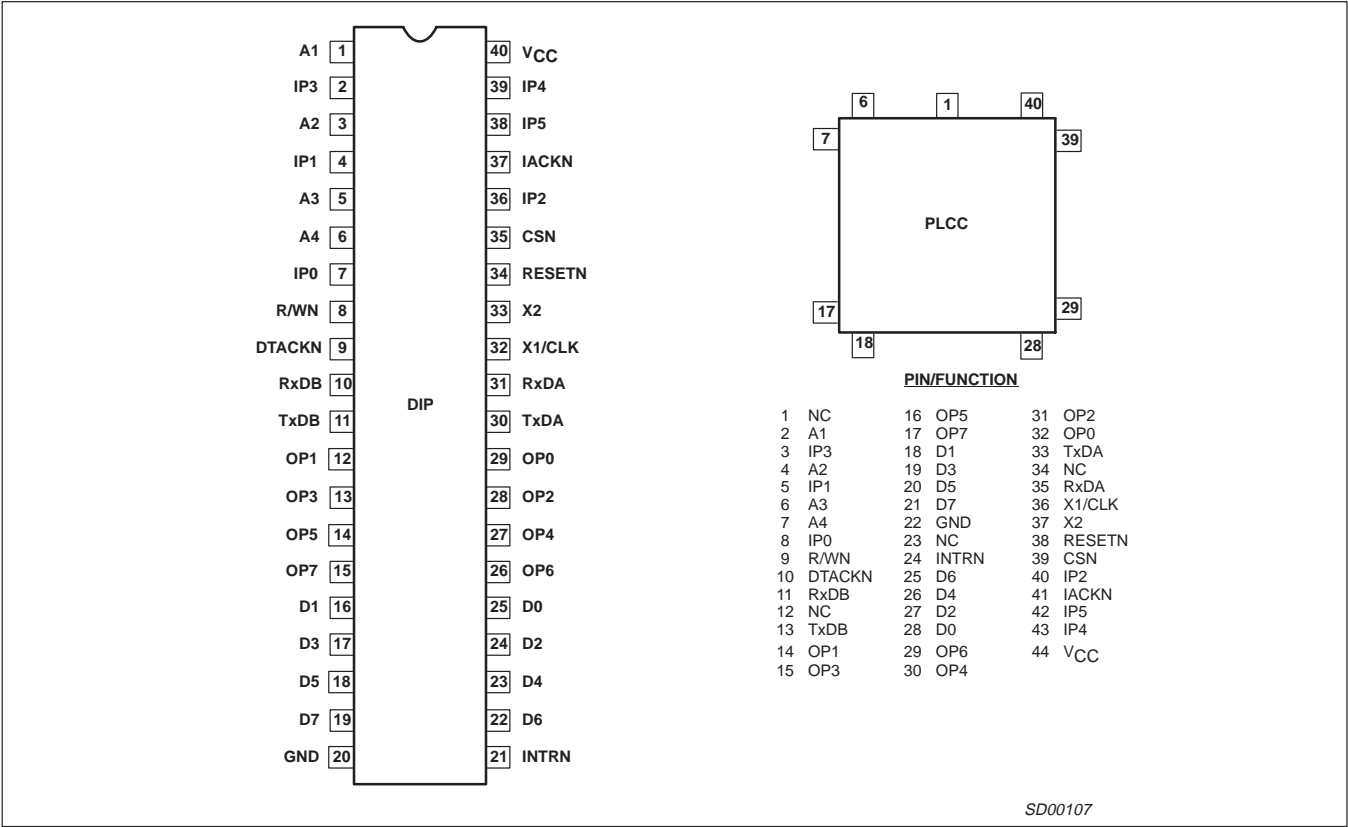 A1 1 40 VCC
IP3 2 39 IP4
A2 3 38 IP5
IP1 4 37 IACKN
A3 5 36 IP2
A4 6 35 CSN
IP0 7 34 RESETN
R/WN 8 33 X2
DTACKN 9 32 X1/CLK
RxDB 10 31 RxDA
DIP
TxDB 11 30 TxDA
OP1 12 29 OP0
OP3 13 28 OP2
OP5 14 27 OP4
OP7 15 26 OP6
D1 16 25 D0
D3 17 24 D2
D5 18 23 D4
D7 19 22 D6
GND 20 21 INTRN
6 1 40
7 39
PLCC
17 29
18 28
PIN/FUNCTION
1 NC 16 OP5 31 OP2
2 A1 17 OP7 32 OP0
3 IP3 18 D1 33 TxDA
4 A2 19 D3 34 NC
5 IP1 20 D5 35 RxDA
6 A3 21 D7 36 X1/CLK
7 A4 22 GND 37 X2
8 IP0 23 NC 38 RESETN
9 R/WN 24 INTRN 39 CSN
10 DTACKN 25 D6 40 IP2
11 RxDB 26 D4 41 IACKN
12 NC 27 D2 42 IP5
13 TxDB 28 D0 43 IP4
14 OP1 29 OP6 44 VCC
15 OP3 30 OP4
SD00107